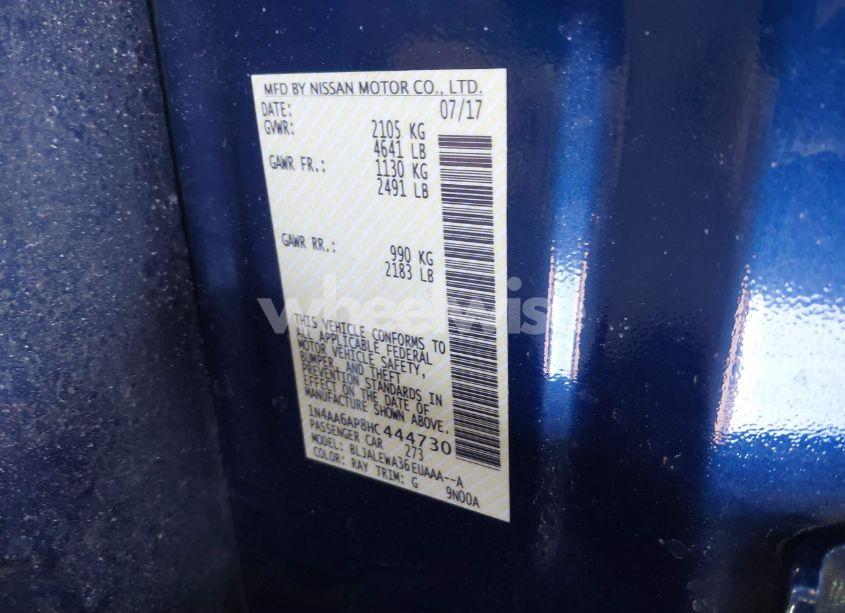 MFD BY NISSAN MOTOR CO., LTD.
DATE: 07/17
GVWR: 2105 KG
4641 LB
GAWR FR.: 1130 KG
2491 LB
GAWR RR.: 990 KG
2183 LB
wheelwise
THIS VEHICLE CONFORMS TO
ALL APPLICABLE FEDERAL
MOTOR VEHICLE SAFETY,
BUMPER, AND THEFT
PREVENTION STANDARDS IN
EFFECT ON THE DATE OF
MANUFACTURE SHOWN ABOVE.
1N4AA6AP8HC444730
PASSENGER CAR 273
MODEL: BLJALEWA36EUAAA--A
COLOR: RAY TRIM: G 9N00A